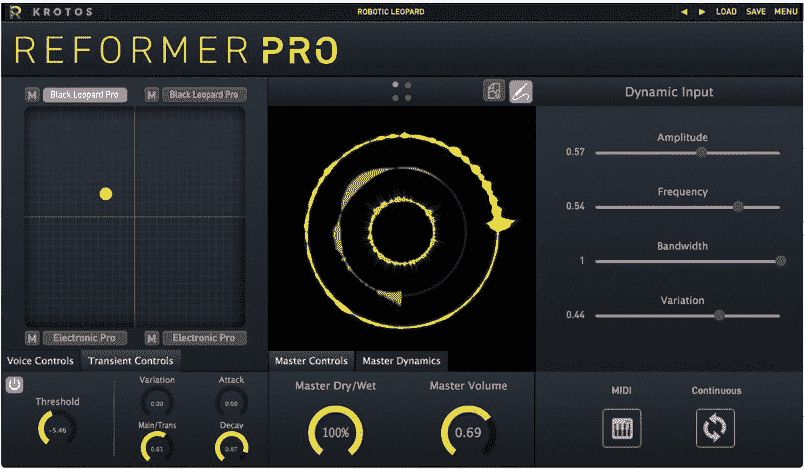 KROTOS
ROBOTIC LEOPARD
LOAD SAVE MENU
REFORMER PRO
M Black Leopard Pro
M Black Leopard Pro
Dynamic Input
Amplitude
0.57
Frequency
0.54
Bandwidth
1
Variation
0.44
M Electronic Pro
M Electronic Pro
Voice Controls
Transient Controls
Master Controls
Master Dynamics
Threshold
-5.46
Variation
0.00
Attack
0.00
Main/Trans
0.61
Decay
0.87
Master Dry/Wet
100%
Master Volume
0.69
MIDI
Continuous